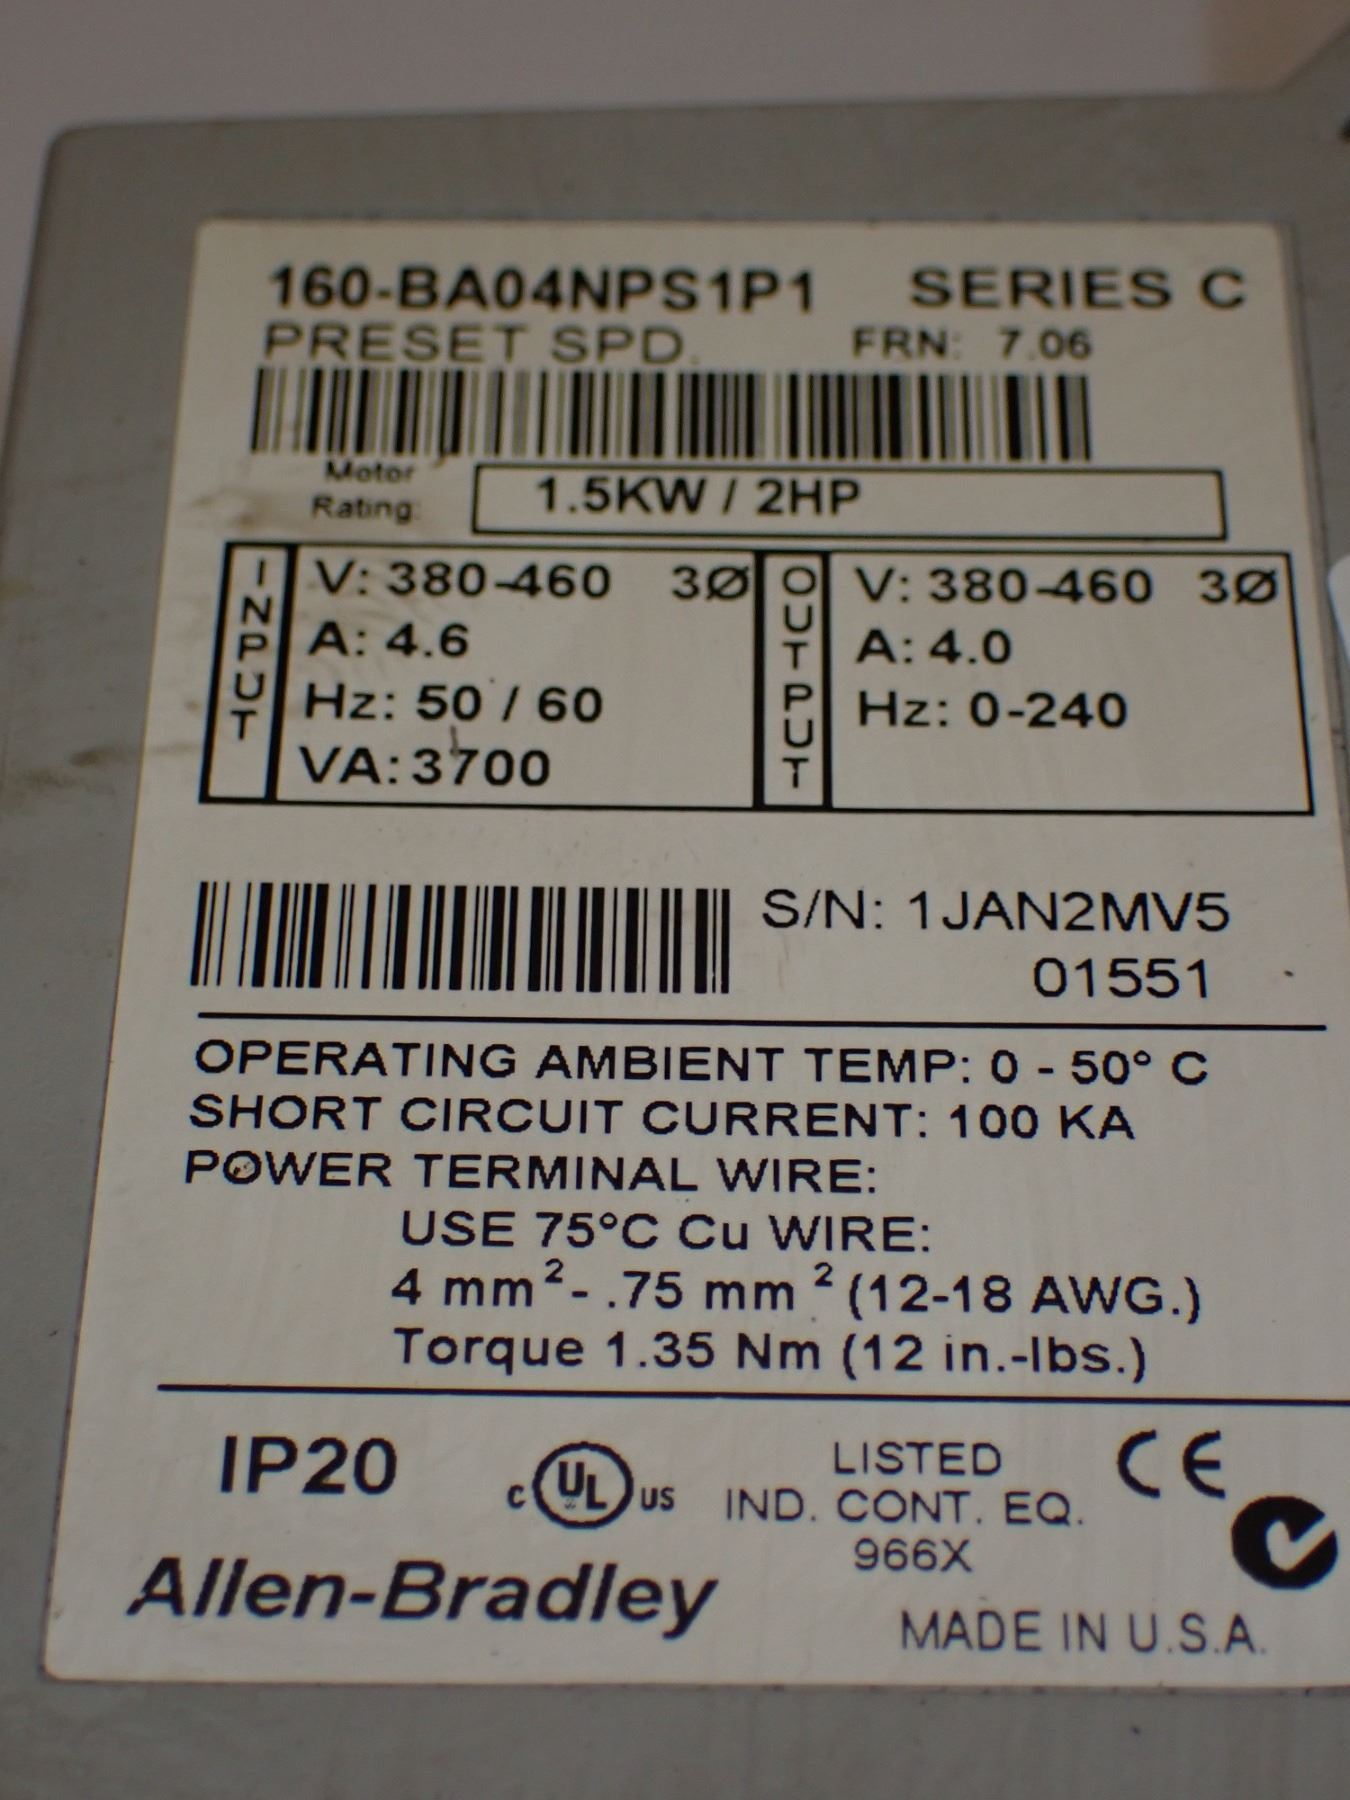 160-BA04NPS1P1 SERIES C
PRESET SPD. FRN: 7.06
Motor Rating: 1.5KW / 2HP
INPUT
V: 380-460 3Ø
A: 4.6
Hz: 50 / 60
VA: 3700
OUTPUT
V: 380-460 3Ø
A: 4.0
Hz: 0-240
S/N: 1JAN2MV5
01551
OPERATING AMBIENT TEMP: 0 - 50° C
SHORT CIRCUIT CURRENT: 100 KA
POWER TERMINAL WIRE:
USE 75°C Cu WIRE:
4 mm² - .75 mm² (12-18 AWG.)
Torque 1.35 Nm (12 in.-lbs.)
IP20
c UL us
LISTED
IND. CONT. EQ.
966X
CE
Allen-Bradley
MADE IN U.S.A.